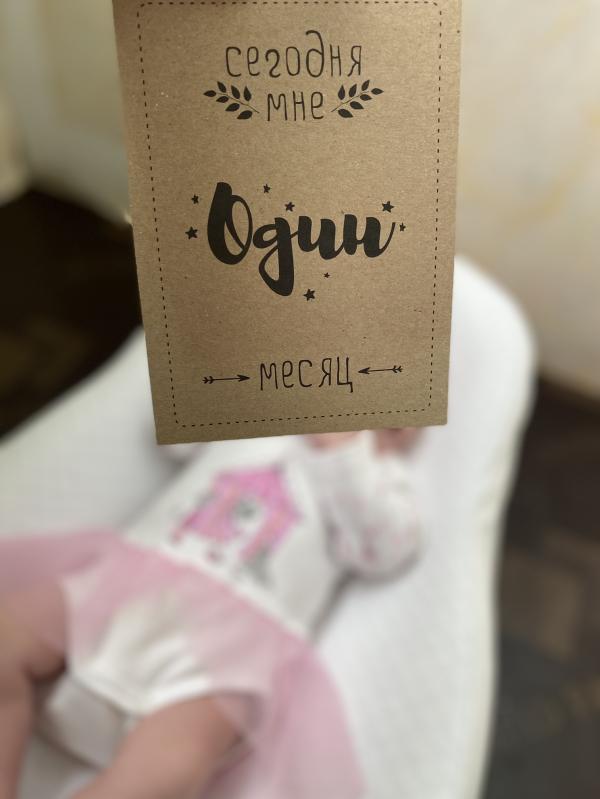 сегодня
мне
Один
месяц